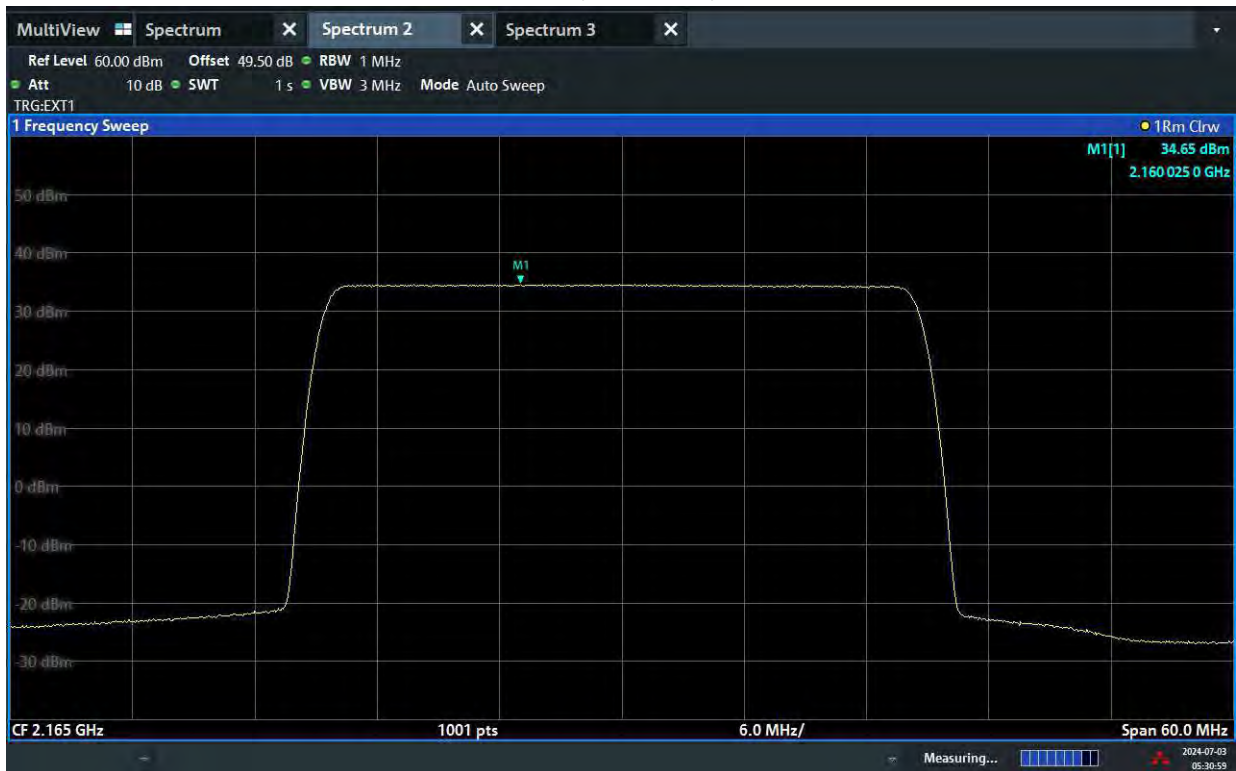 MultiView Spectrum X Spectrum 2 X Spectrum 3 X
Ref Level 60.00 dBm Offset 49.50 dB RBW 1 MHz
Att 10 dB SWT 1 s VBW 3 MHz Mode Auto Sweep
TRG:EXT1
1 Frequency Sweep 1Rm Clrw
M1[1] 34.65 dBm
2.160 025 0 GHz
50 dBm
40 dBm
M1
30 dBm
20 dBm
10 dBm
0 dBm
-10 dBm
-20 dBm
-30 dBm
CF 2.165 GHz 1001 pts 6.0 MHz/ Span 60.0 MHz
Measuring... 2024-07-03
05:30:59